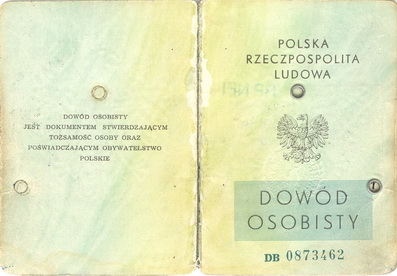 DOWÓD OSOBISTY
JEST DOKUMENTEM STWIERDZAJĄCYM
TOŻSAMOŚĆ OSOBY ORAZ
POŚWIADCZAJĄCYM OBYWATELSTWO
POLSKIE
POLSKA
RZECZPOSPOLITA
LUDOWA
DOWÓD
OSOBISTY
DB 0873462